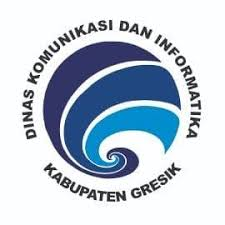 DINAS KOMUNIKASI DAN INFORMATIKA
KABUPATEN GRESIK